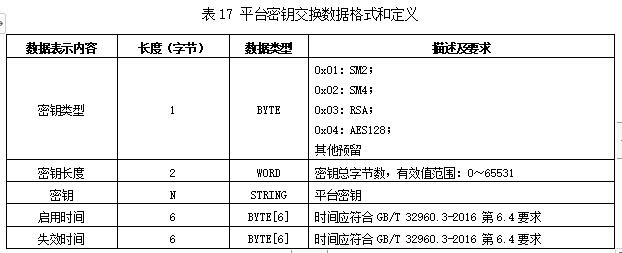 表 17 平台密钥交换数据格式和定义
数据表示内容 长度（字节） 数据类型 描述及要求
密钥类型 1 BYTE 0x01：SM2；
0x02：SM4；
0x03：RSA；
0x04：AES128；
其他预留
密钥长度 2 WORD 密钥总字节数，有效值范围：0～65531
密钥 N STRING 平台密钥
启用时间 6 BYTE[6] 时间应符合 GB/T 32960.3-2016 第 6.4 要求
失效时间 6 BYTE[6] 时间应符合 GB/T 32960.3-2016 第 6.4 要求